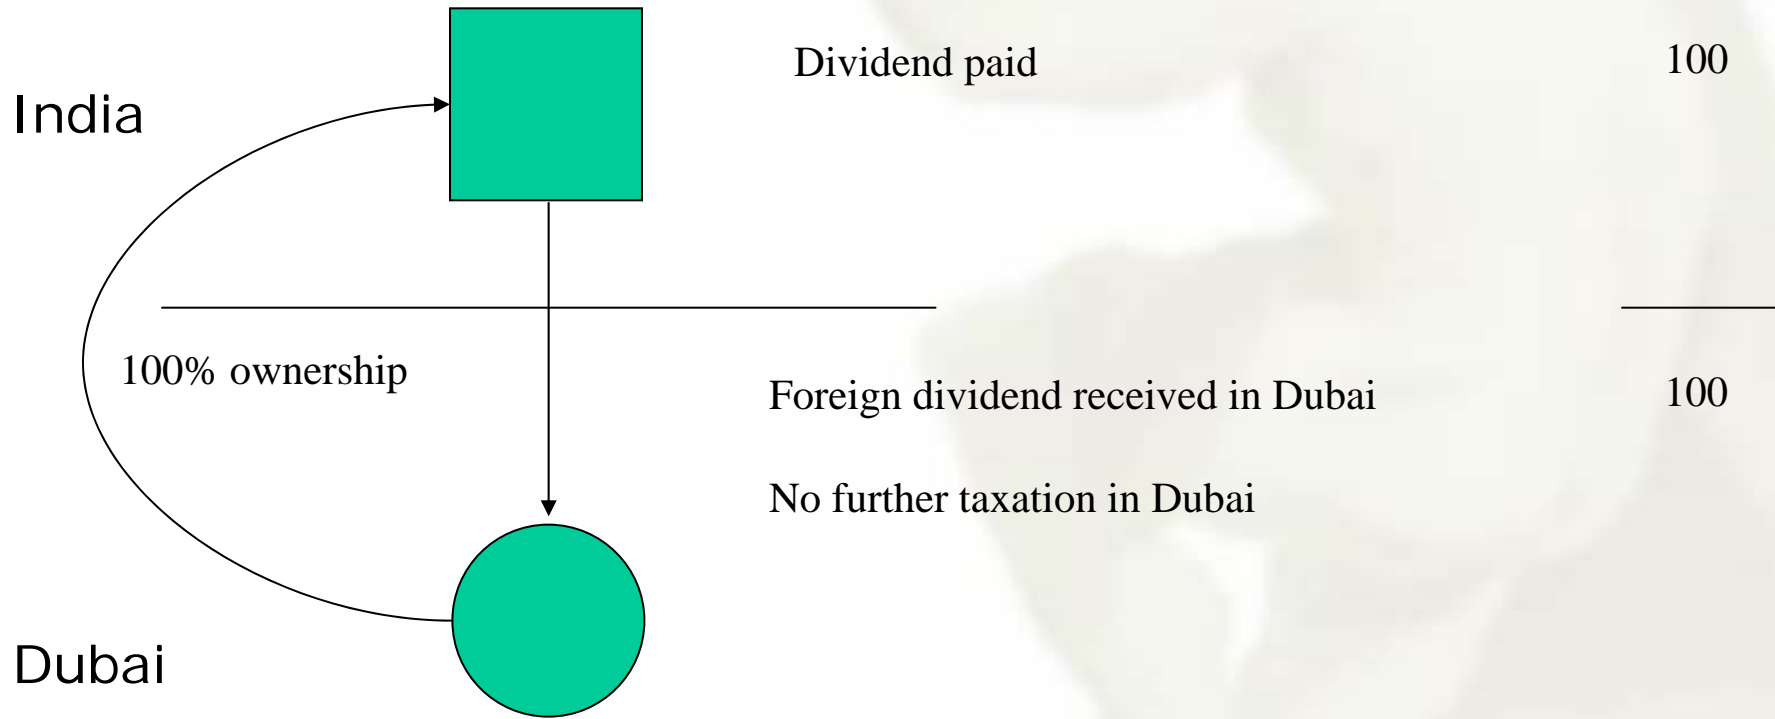 Dividend paid 100
India
100% ownership
Foreign dividend received in Dubai 100
No further taxation in Dubai
Dubai